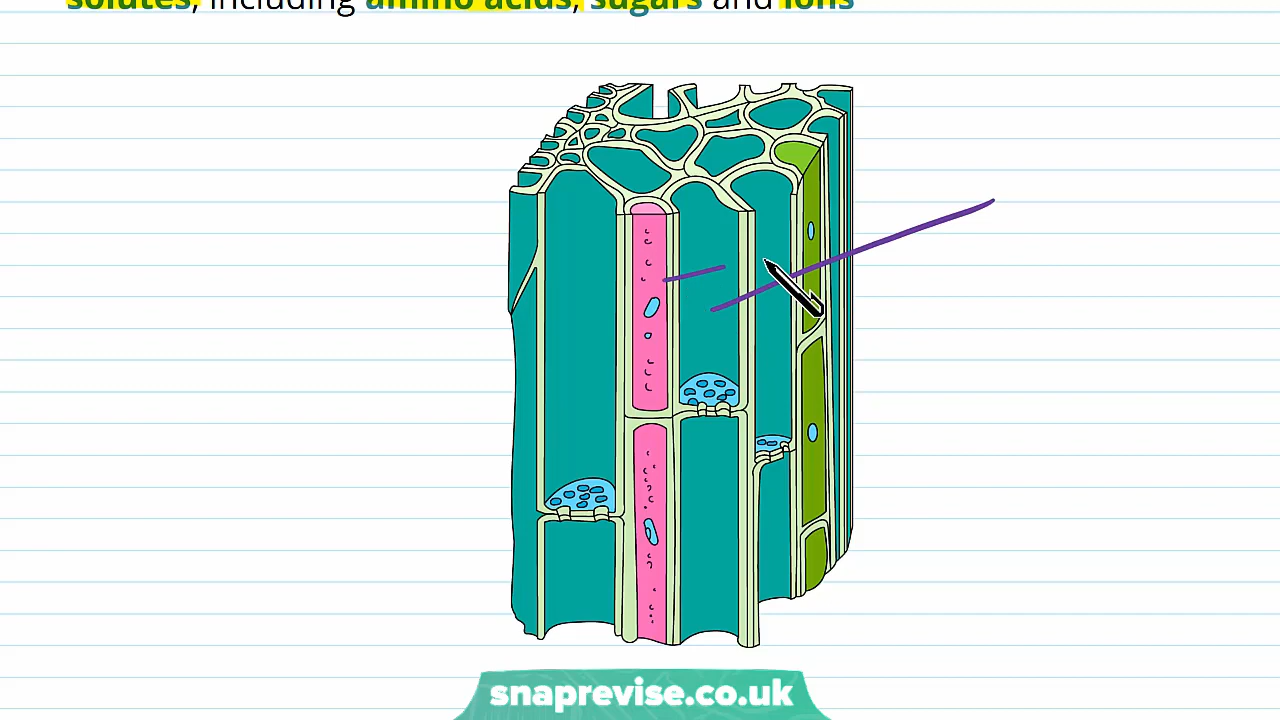 solutes, including amino acids, sugars and ions
snaprevise.co.uk